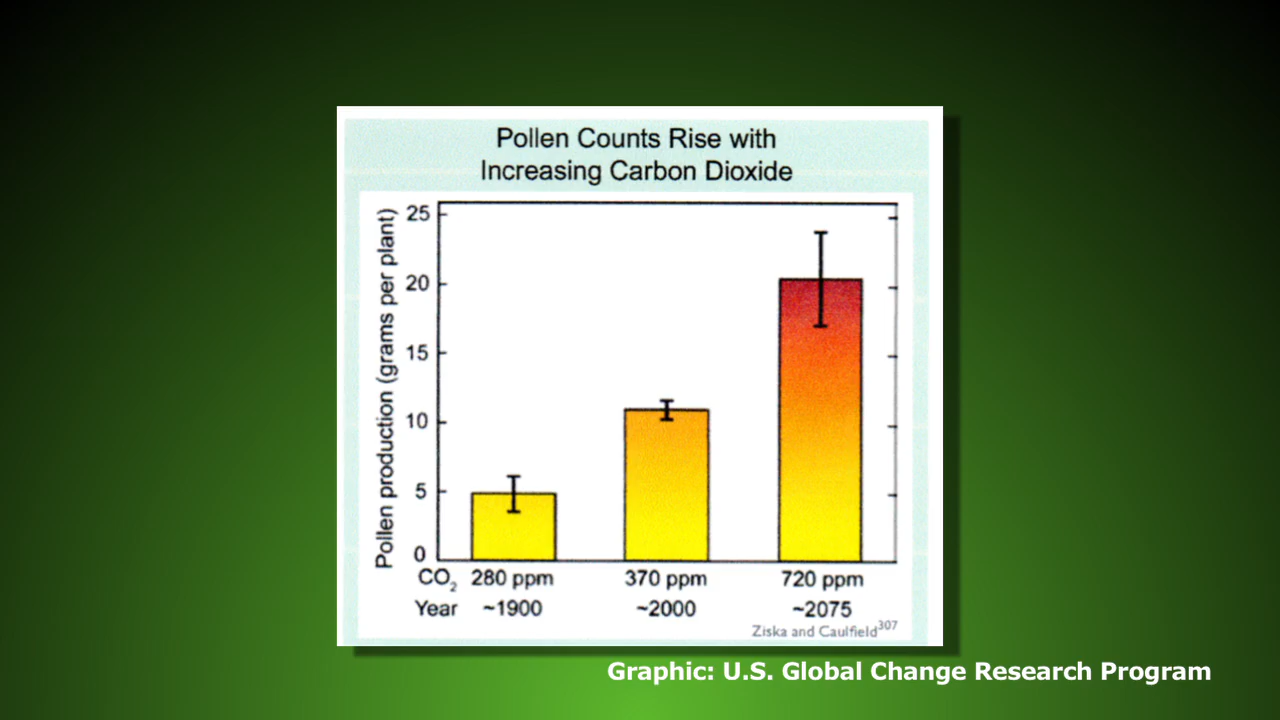 Pollen Counts Rise with
Increasing Carbon Dioxide
Pollen production (grams per plant)
25
20
15
10
5
0
CO₂ 280 ppm 370 ppm 720 ppm
Year ~1900 ~2000 ~2075
Ziska and Caulfield³⁰⁷
Graphic: U.S. Global Change Research Program